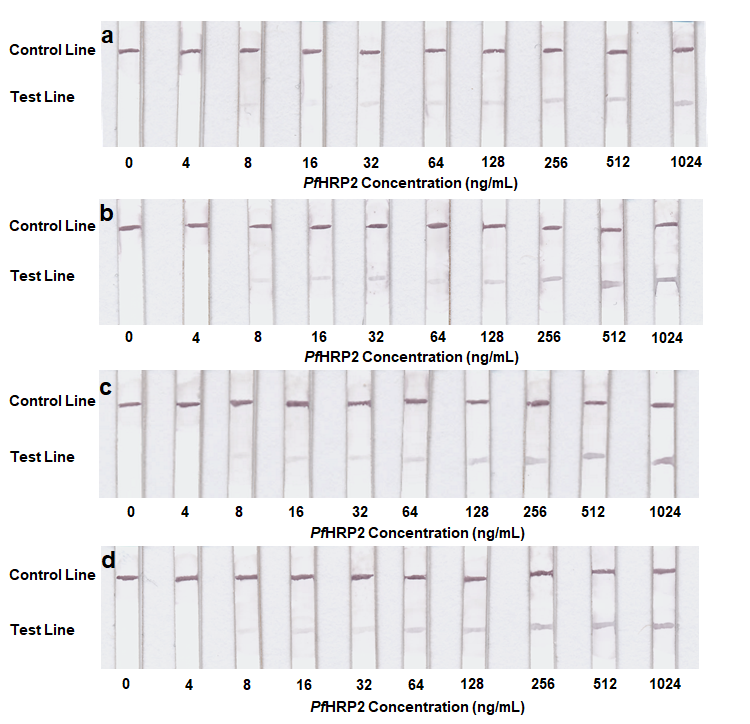 a
Control Line
Test Line
0 4 8 16 32 64 128 256 512 1024
PfHRP2 Concentration (ng/mL)
b
Control Line
Test Line
0 4 8 16 32 64 128 256 512 1024
PfHRP2 Concentration (ng/mL)
c
Control Line
Test Line
0 4 8 16 32 64 128 256 512 1024
PfHRP2 Concentration (ng/mL)
d
Control Line
Test Line
0 4 8 16 32 64 128 256 512 1024
PfHRP2 Concentration (ng/mL)